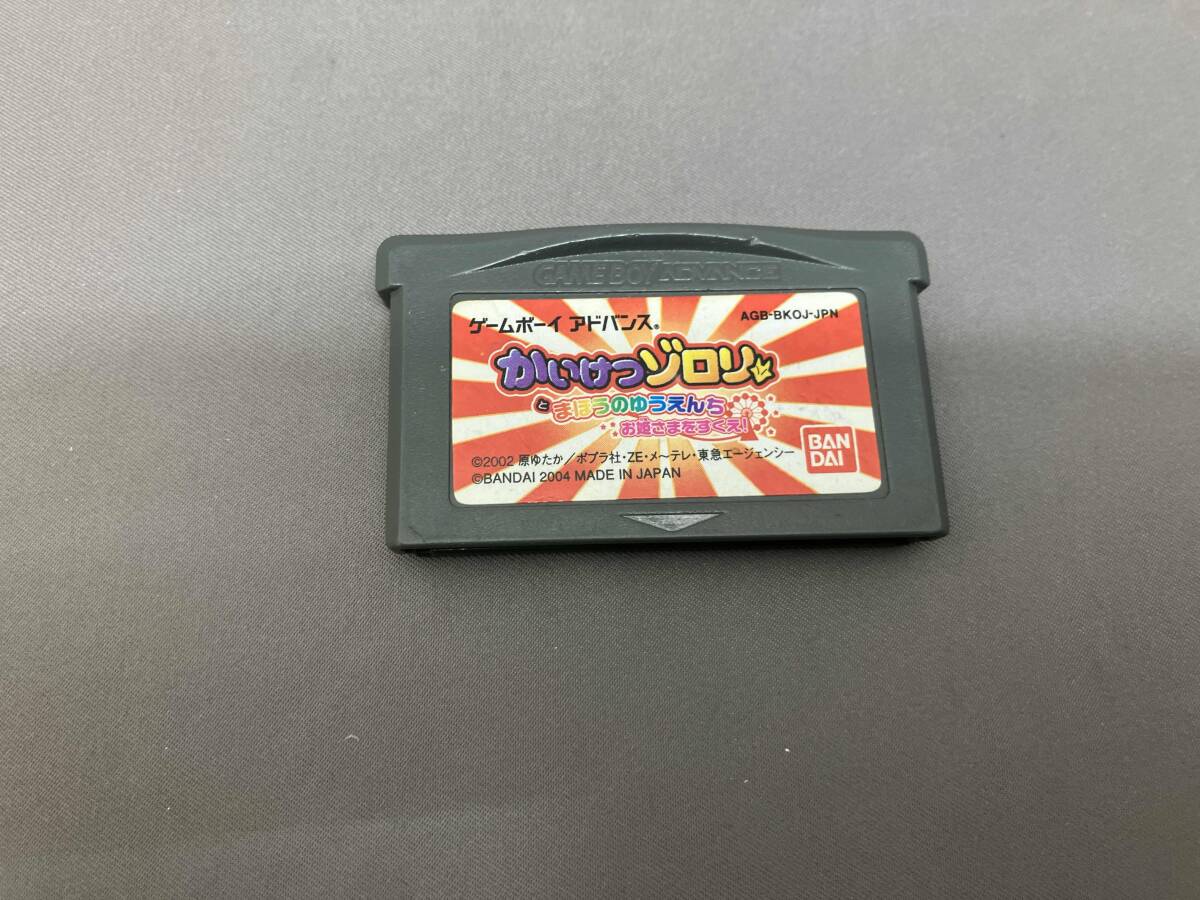 GAMEBOY ADVANCE
ゲームボーイ アドバンス®
AGB-BKOJ-JPN
かいけつゾロリ
と まほうのゆうえんち
お姫さまをすくえ!
©2002 原ゆたか/ポプラ社・ZE・メ〜テレ・東急エージェンシー
©BANDAI 2004 MADE IN JAPAN
BAN
DAI